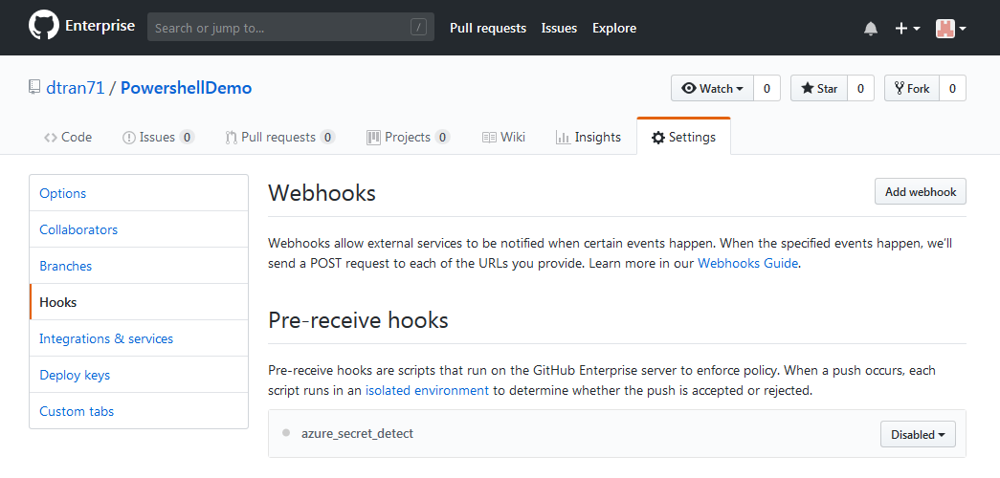 Enterprise Search or jump to... / Pull requests Issues Explore
dtran71 / PowershellDemo Watch 0 Star 0 Fork 0
Code Issues 0 Pull requests 0 Projects 0 Wiki Insights Settings
Options
Collaborators
Branches
Hooks
Integrations & services
Deploy keys
Custom tabs
Webhooks Add webhook
Webhooks allow external services to be notified when certain events happen. When the specified events happen, we'll
send a POST request to each of the URLs you provide. Learn more in our Webhooks Guide.
Pre-receive hooks
Pre-receive hooks are scripts that run on the GitHub Enterprise server to enforce policy. When a push occurs, each
script runs in an isolated environment to determine whether the push is accepted or rejected.
azure_secret_detect Disabled